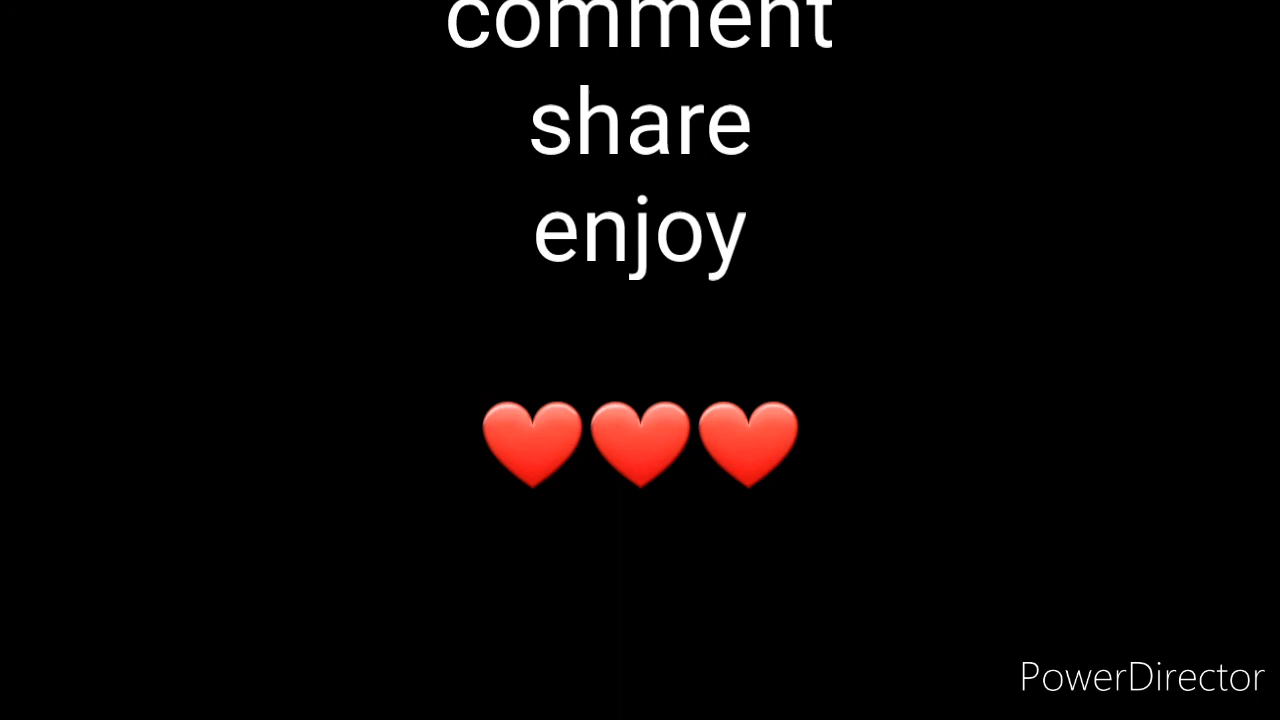 comment
share
enjoy
❤️❤️❤️
PowerDirector